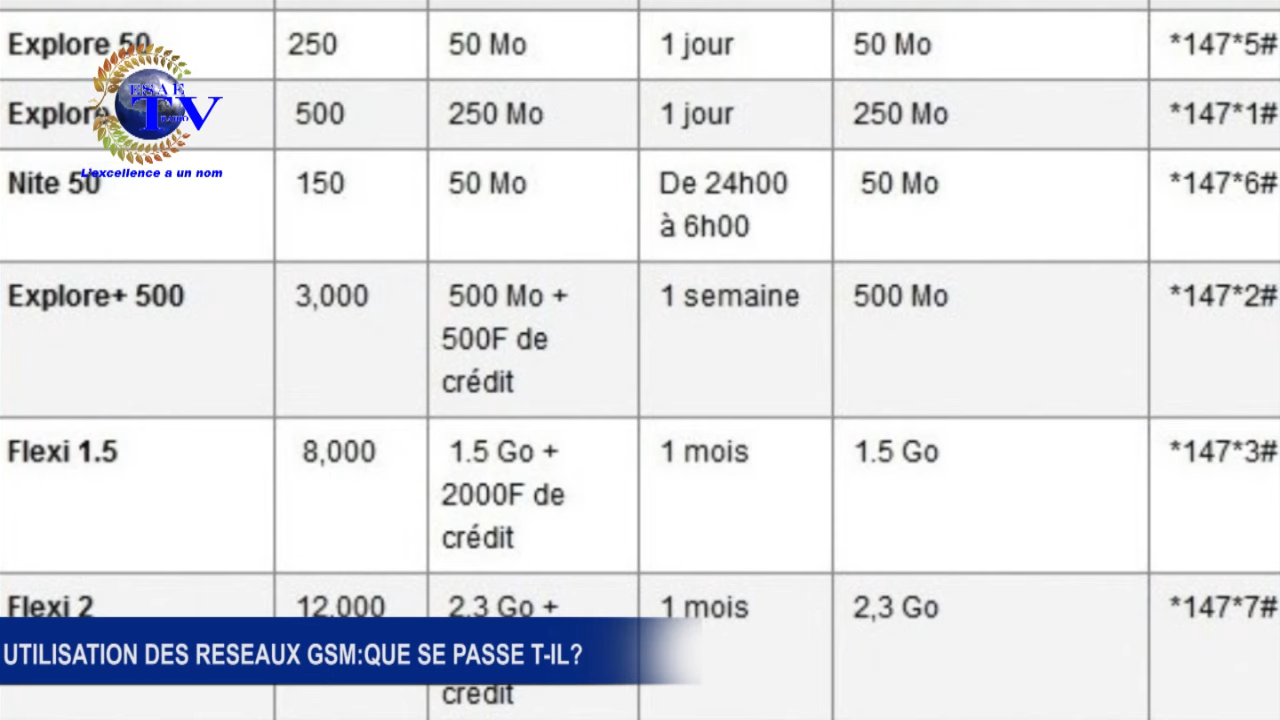 Explore 50 250 50 Mo 1 jour 50 Mo *147*5#
Explore 500 250 Mo 1 jour 250 Mo *147*1#
Nite 50 150 50 Mo De 24h00 50 Mo *147*6#
à 6h00
Explore+ 500 3,000 500 Mo + 1 semaine 500 Mo *147*2#
500F de
crédit
Flexi 1.5 8,000 1.5 Go + 1 mois 1.5 Go *147*3#
2000F de
crédit
Flexi 2 12,000 2.3 Go + 1 mois 2,3 Go *147*7#
crédit
ESAE
TV
L'excellence a un nom
UTILISATION DES RESEAUX GSM:QUE SE PASSE T-IL?